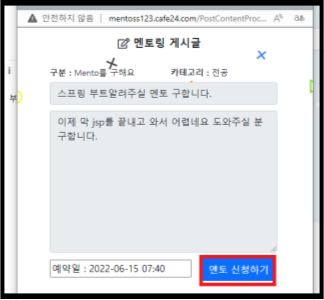 안전하지 않음 | mentoss123.cafe24.com/PostContentProc...
멘토링 게시글
구분 : Mento를 구해요 카테고리 : 전공
스프링 부트알려주실 멘토 구합니다.
이제 막 jsp를 끝내고 와서 어렵네요 도와주실 분
구합니다.
예약일 : 2022-06-15 07:40 멘토 신청하기